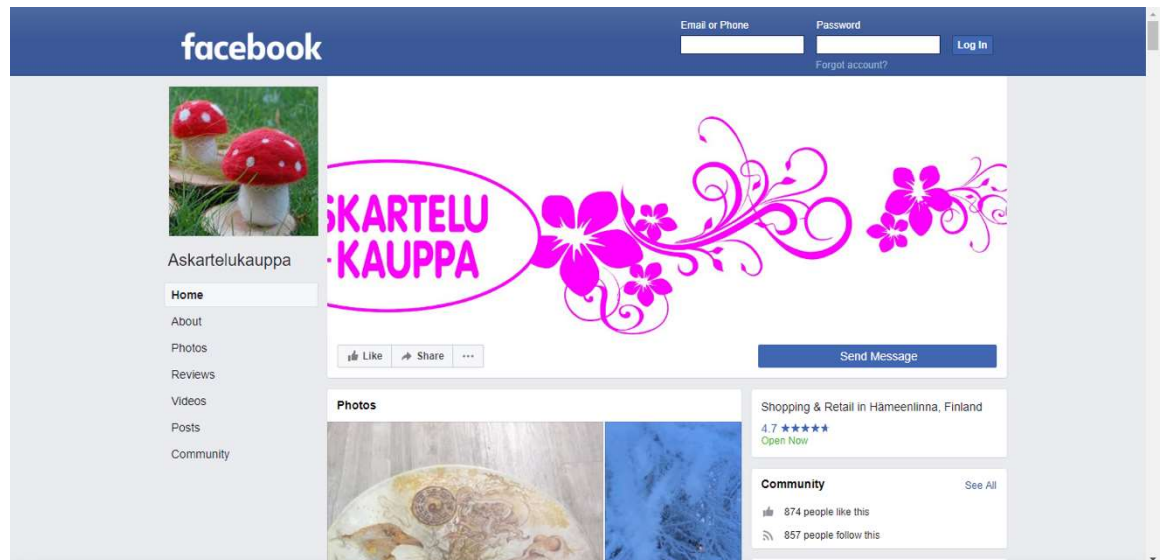 facebook
Email or Phone
Password
Log In
Forgot account?
SKARTELU
-KAUPPA
Askartelukauppa
Home
About
Photos
Reviews
Videos
Posts
Community
Like
Share
...
Send Message
Photos
Shopping & Retail in Hämeenlinna, Finland
4.7 ★★★★★
Open Now
Community
See All
874 people like this
857 people follow this